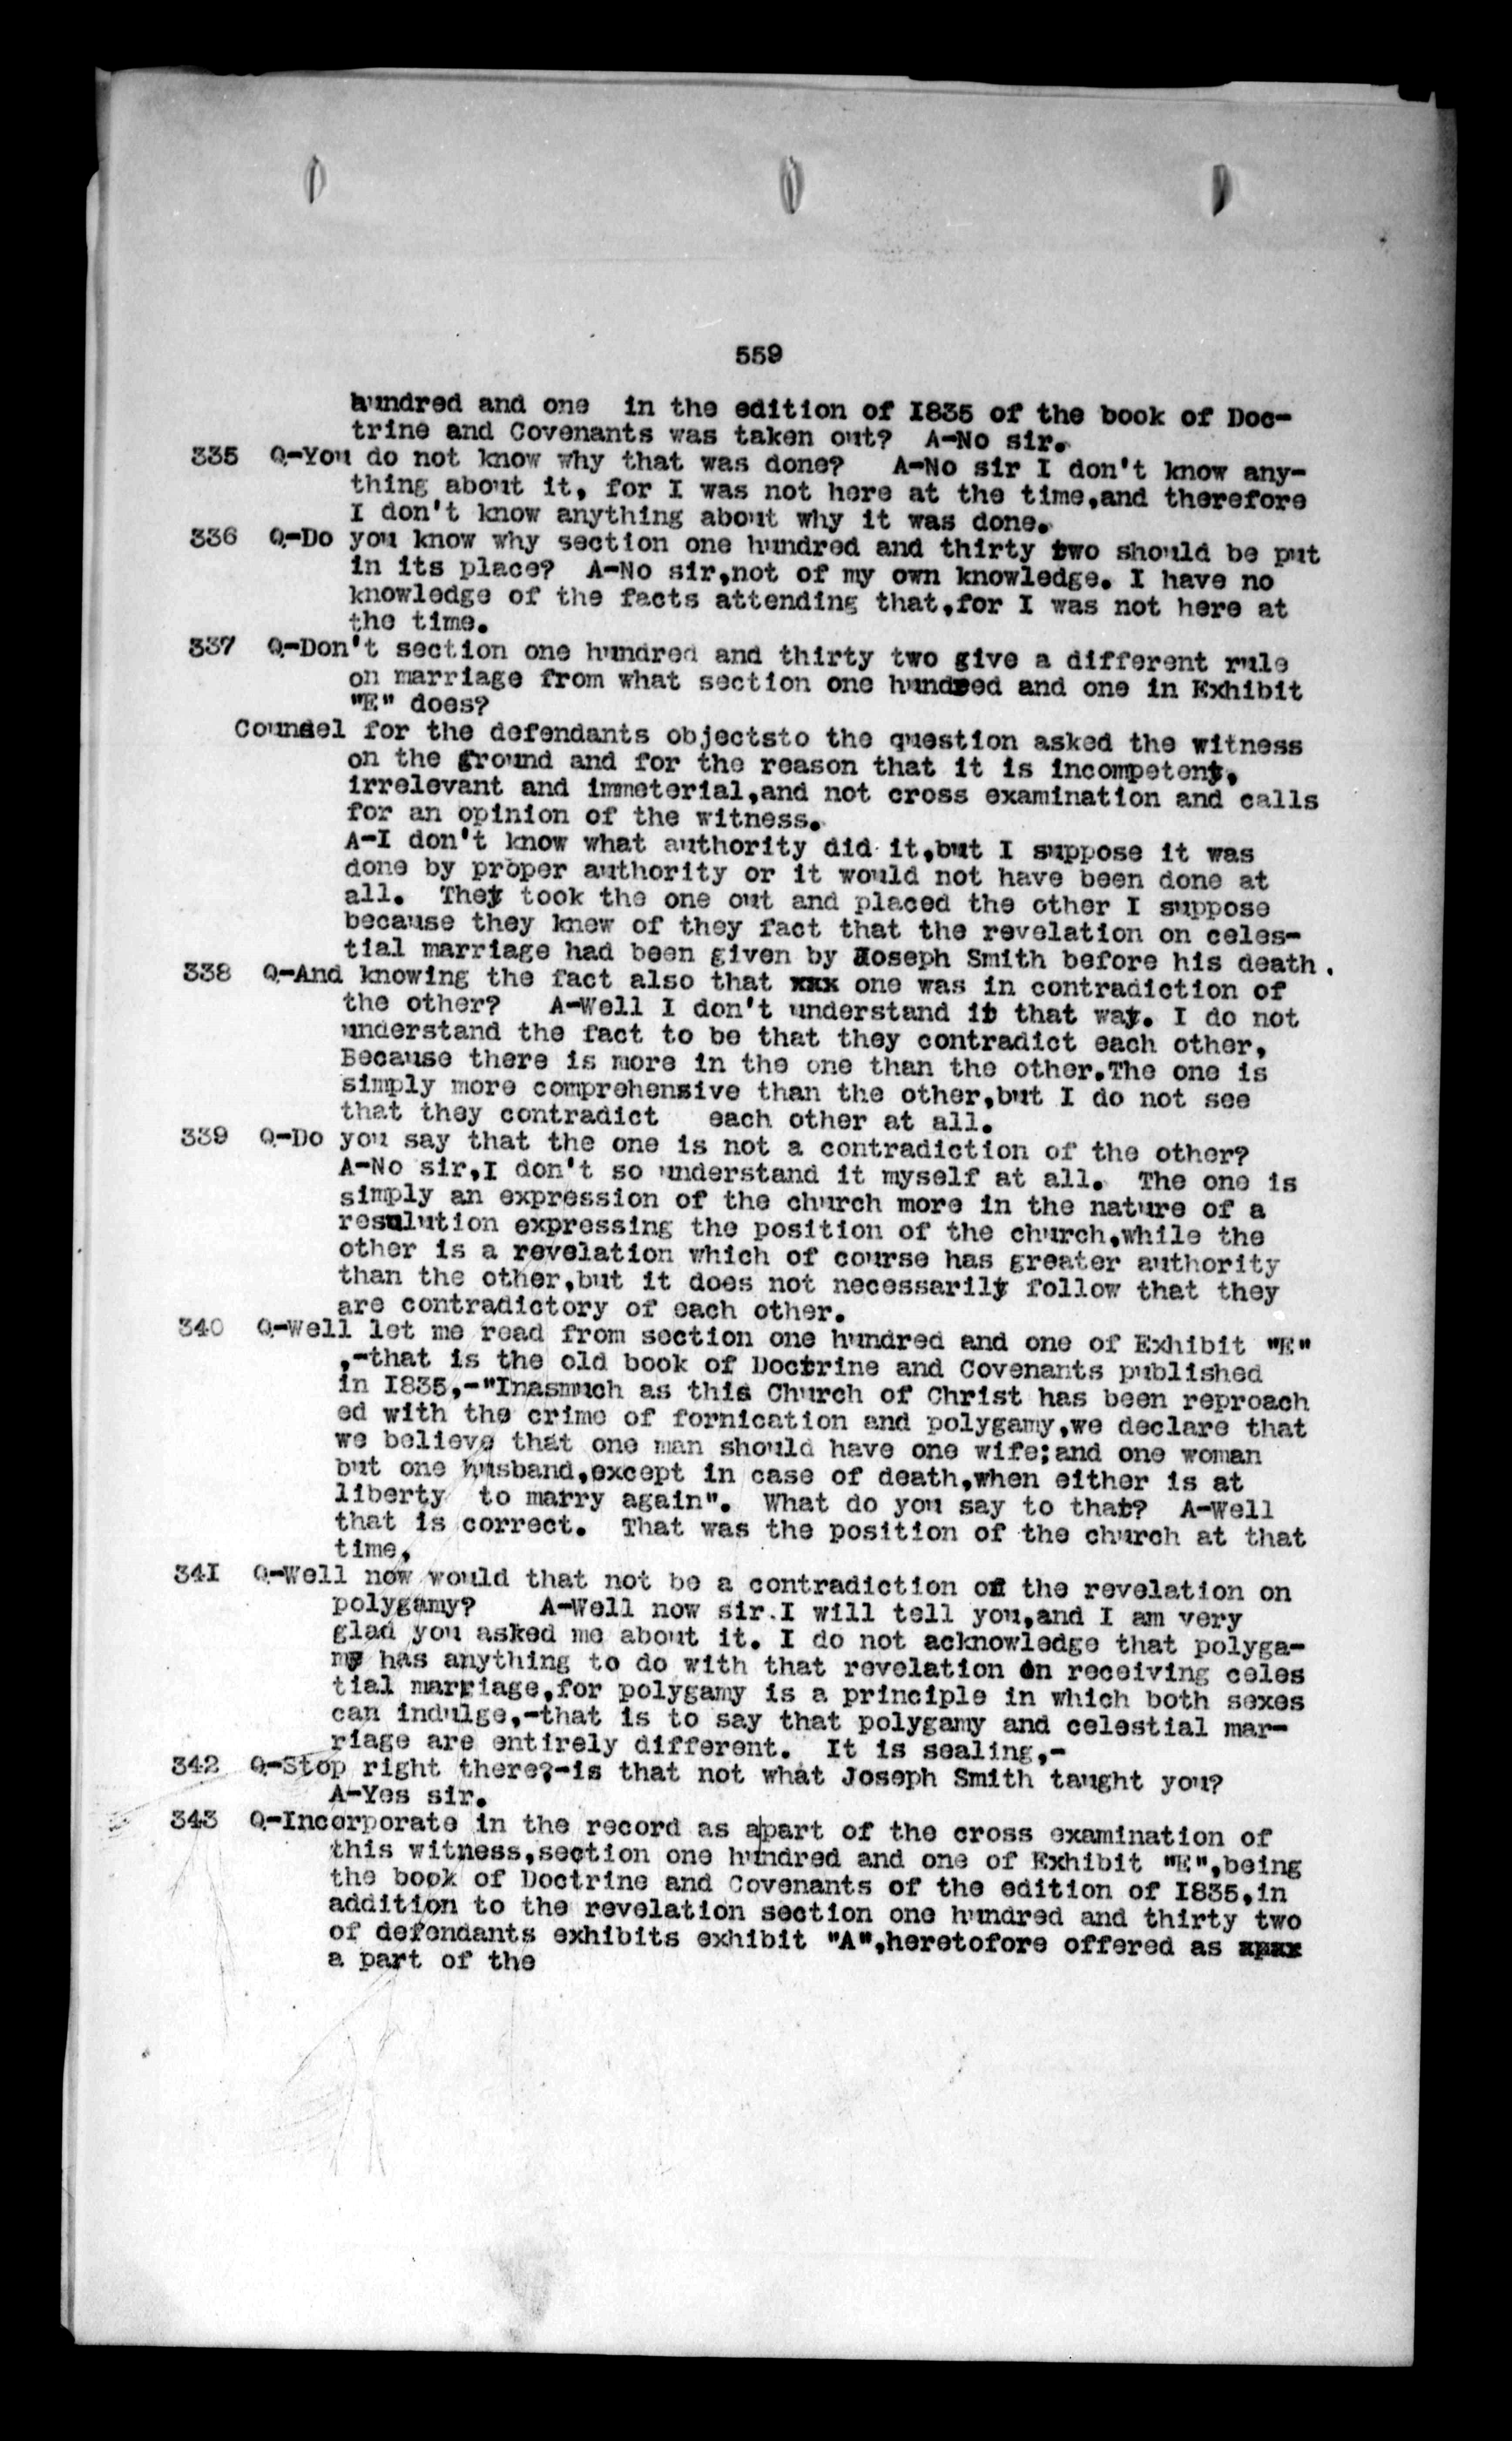 559
hundred and one in the edition of I835 of the book of Doc-
trine and Covenants was taken out? A-No sir.
335 Q-You do not know why that was done? A-No sir I don't know any-
thing about it, for I was not here at the time,and therefore
I don't know anything about why it was done.
336 Q-Do you know why section one hundred and thirty two should be put
in its place? A-No sir,not of my own knowledge. I have no
knowledge of the facts attending that,for I was not here at
the time.
337 Q-Don't section one hundred and thirty two give a different rule
on marriage from what section one hundred and one in Exhibit
"E" does?
Counsel for the defendants objectsto the question asked the witness
on the ground and for the reason that it is incompetent,
irrelevant and immeterial,and not cross examination and calls
for an opinion of the witness.
A-I don't know what authority did it,but I suppose it was
done by proper authority or it would not have been done at
all. They took the one out and placed the other I suppose
because they knew of they fact that the revelation on celes-
tial marriage had been given by Joseph Smith before his death.
338 Q-And knowing the fact also that xxx one was in contradiction of
the other? A-Well I don't understand it that way. I do not
understand the fact to be that they contradict each other,
Because there is more in the one than the other.The one is
simply more comprehensive than the other,but I do not see
that they contradict each other at all.
339 Q-Do you say that the one is not a contradiction of the other?
A-No sir,I don't so understand it myself at all. The one is
simply an expression of the church more in the nature of a
resulution expressing the position of the church,while the
other is a revelation which of course has greater authority
than the other,but it does not necessarily follow that they
are contradictory of each other.
340 Q-Well let me read from section one hundred and one of Exhibit "E"
,-that is the old book of Doctrine and Covenants published
in I835,-"Inasmuch as this Church of Christ has been reproach
ed with the crime of fornication and polygamy,we declare that
we believe that one man should have one wife;and one woman
but one husband,except in case of death,when either is at
liberty to marry again". What do you say to that? A-Well
that is correct. That was the position of the church at that
time,
34I Q-Well now would that not be a contradiction of the revelation on
polygamy? A-Well now sir.I will tell you,and I am very
glad you asked me about it. I do not acknowledge that polyga-
my has anything to do with that revelation on receiving celes
tial marriage,for polygamy is a principle in which both sexes
can indulge,-that is to say that polygamy and celestial mar-
riage are entirely different. It is sealing,-
342 Q-Stop right there?-is that not what Joseph Smith taught you?
A-Yes sir.
343 Q-Incorporate in the record as apart of the cross examination of
this witness,section one hundred and one of Exhibit "E",being
the book of Doctrine and Covenants of the edition of I835,in
addition to the revelation section one hundred and thirty two
of defendants exhibits exhibit "A",heretofore offered as
a part of the